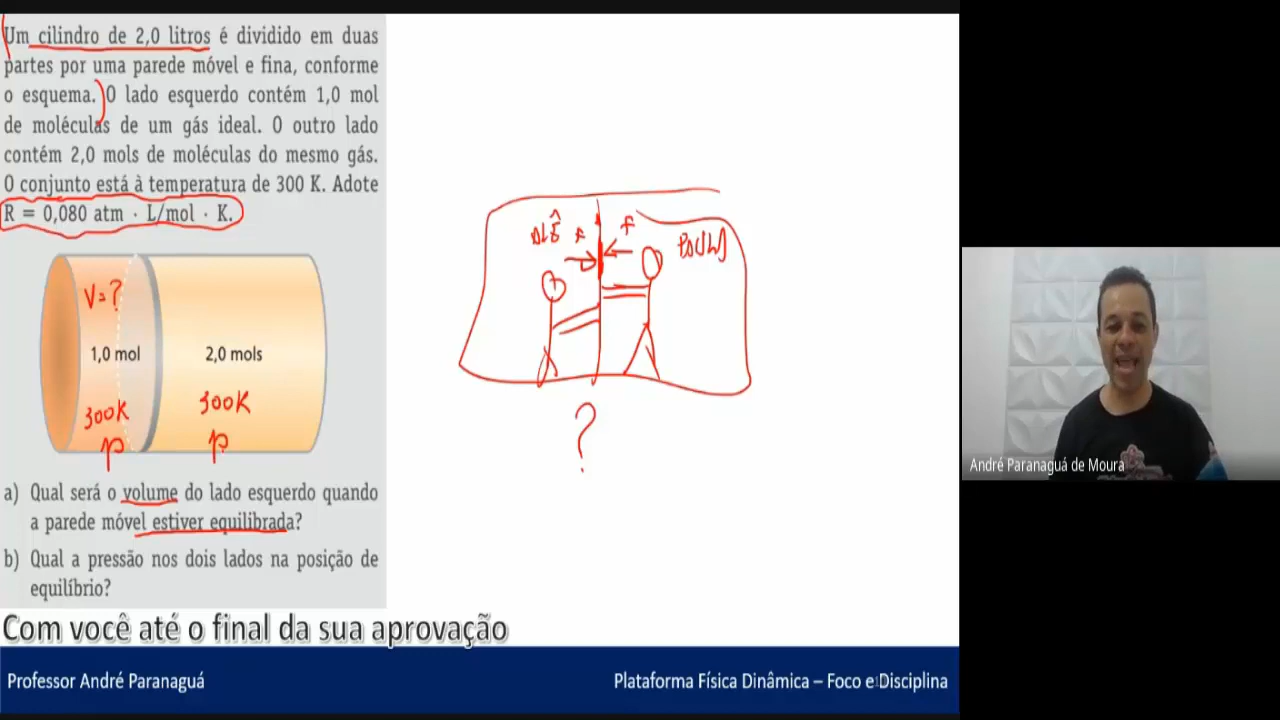 Um cilindro de 2,0 litros é dividido em duas
partes por uma parede móvel e fina, conforme
o esquema. O lado esquerdo contém 1,0 mol
de moléculas de um gás ideal. O outro lado
contém 2,0 mols de moléculas do mesmo gás.
O conjunto está à temperatura de 300 K. Adote
R = 0,080 atm · L/mol · K.
V=?
1,0 mol
2,0 mols
300K
300K
p
p
F
F
?
a) Qual será o volume do lado esquerdo quando
a parede móvel estiver equilibrada?
b) Qual a pressão nos dois lados na posição de
equilíbrio?
Com você até o final da sua aprovação
Professor André Paranaguá
Plataforma Física Dinâmica – Foco e Disciplina
André Paranaguá de Moura